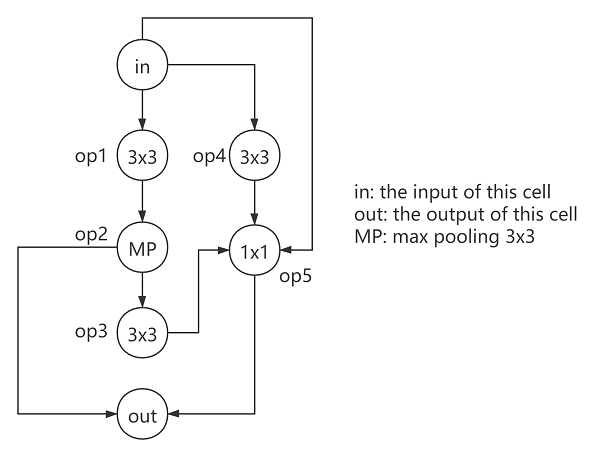 in
op1
3x3
op4
3x3
in: the input of this cell
out: the output of this cell
MP: max pooling 3x3
op2
MP
1x1
op5
op3
3x3
out